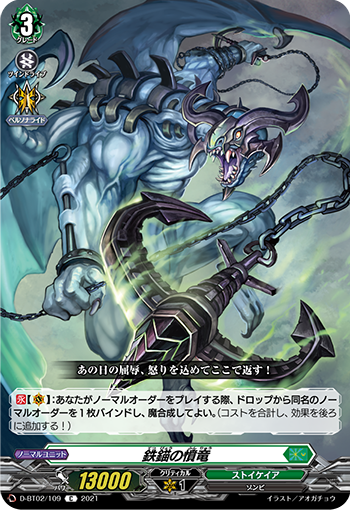 3
グレード
ツインドライブ
ペルソナライド
あの日の屈辱、怒りを込めてここで返す!
永【】:あなたがノーマルオーダーをプレイする際、ドロップから同名のノー
マルオーダーを1枚バインドし、魔合成してよい。(コストを合計し、効果を後ろ
に追加する!)
ノーマルユニット
鉄錨の憤竜
パワー 13000
クリティカル
1
ストイケイア
ゾンビ
D-BT02/109 C 2021
イラスト/アオガチョウ